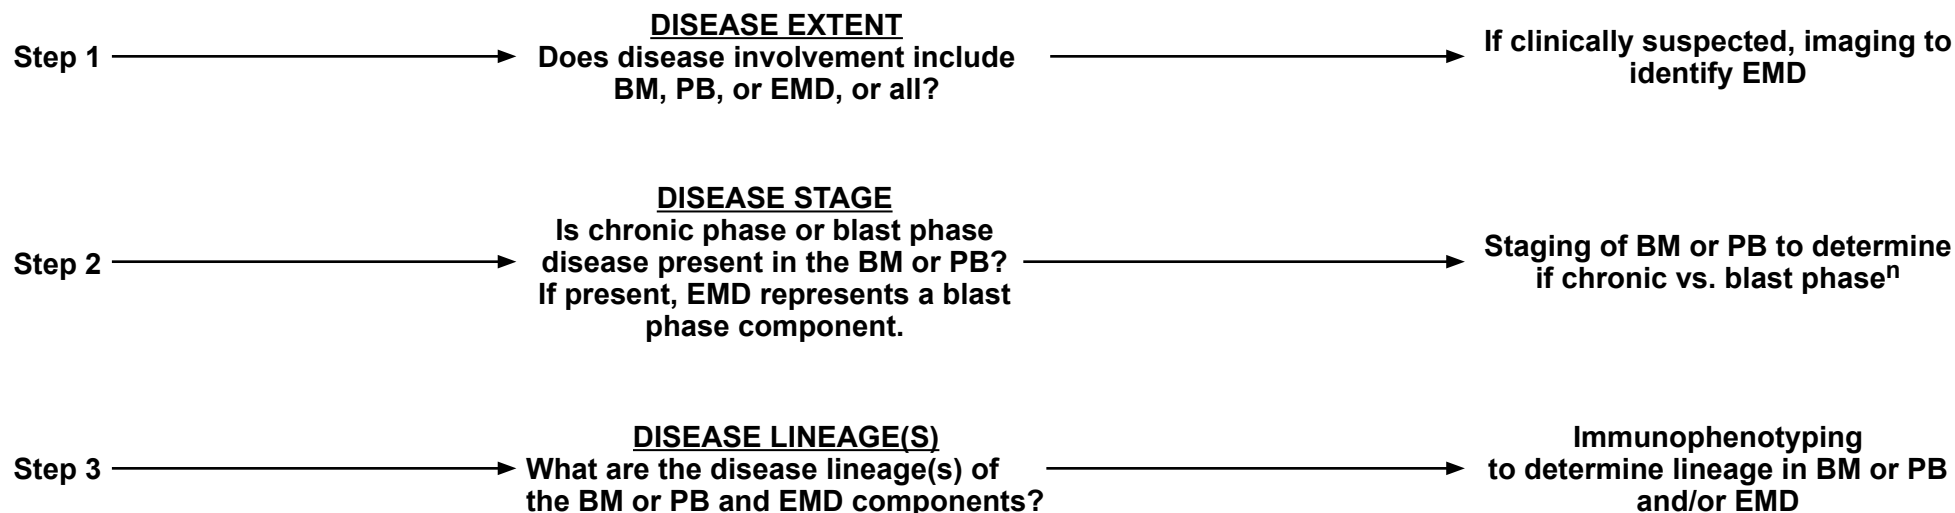 Step 1
DISEASE EXTENT
Does disease involvement include
BM, PB, or EMD, or all?
If clinically suspected, imaging to
identify EMD
Step 2
DISEASE STAGE
Is chronic phase or blast phase
disease present in the BM or PB?
If present, EMD represents a blast
phase component.
Staging of BM or PB to determine
if chronic vs. blast phaseⁿ
Step 3
DISEASE LINEAGE(S)
What are the disease lineage(s) of
the BM or PB and EMD components?
Immunophenotyping
to determine lineage in BM or PB
and/or EMD